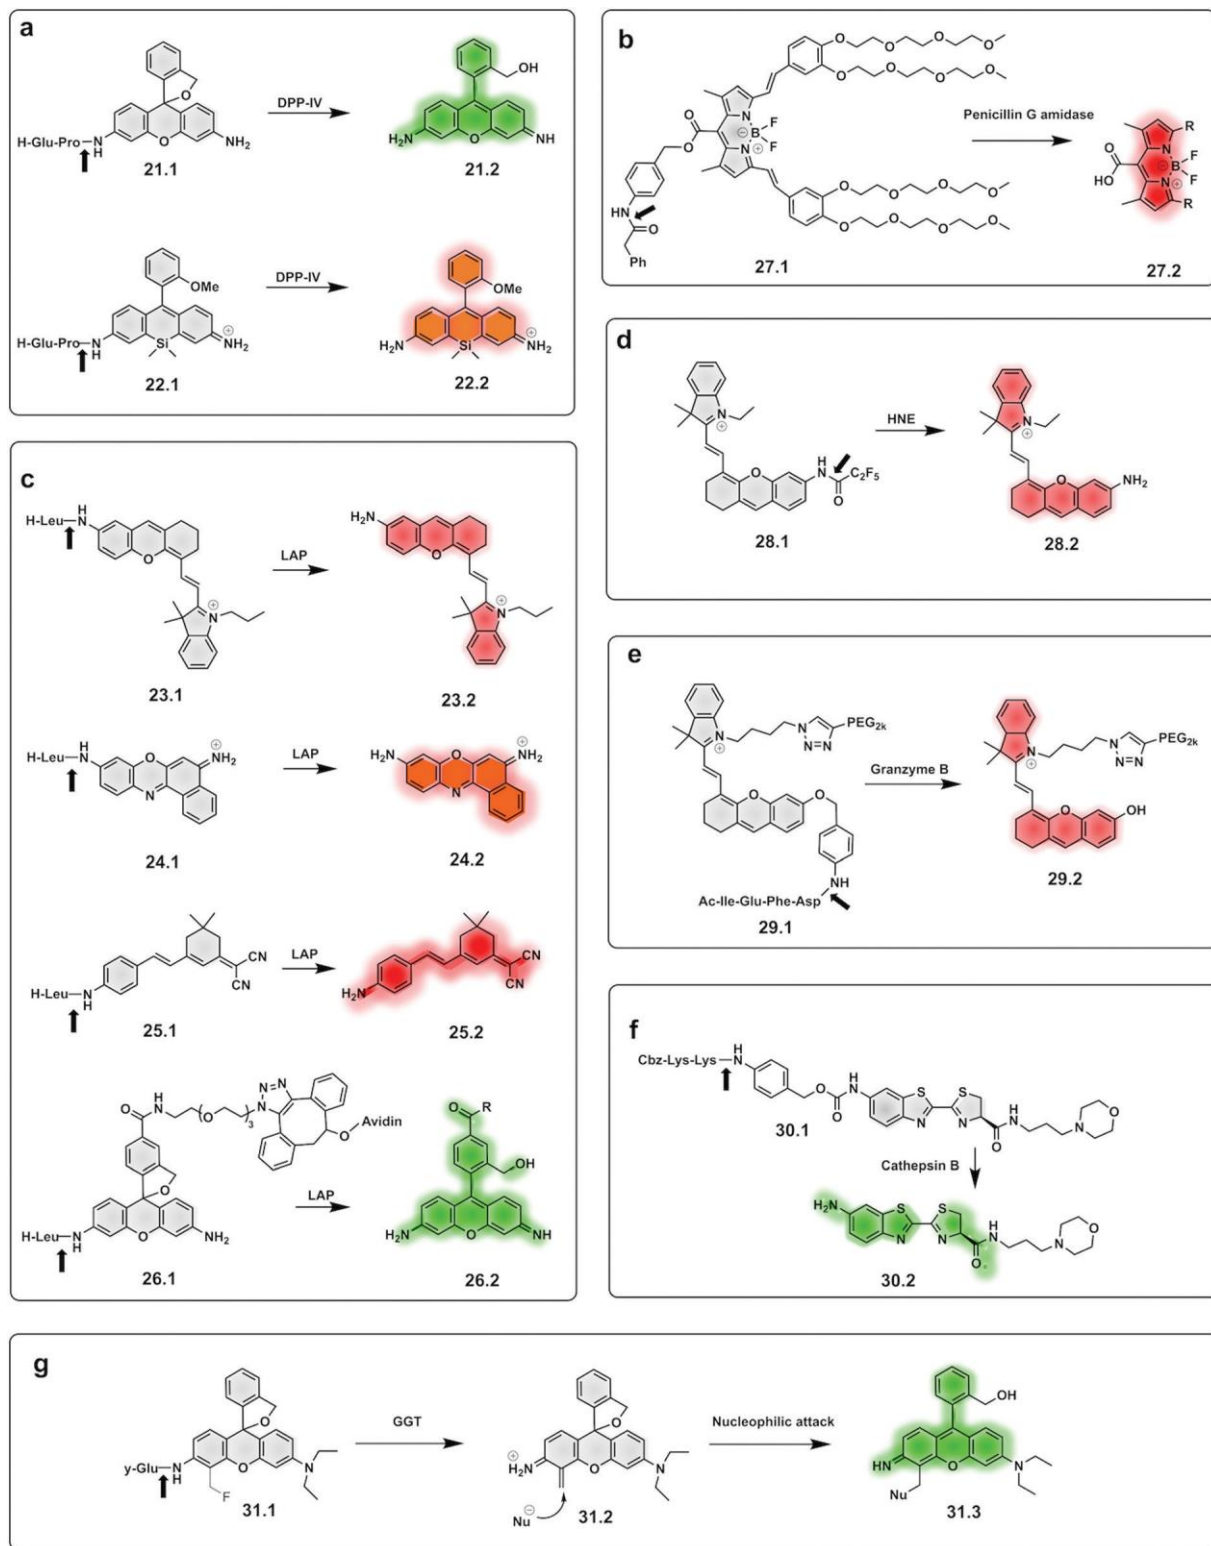 a
O
OH
DPP-IV
H-Glu-Pro
N
H
O
NH2
H2N
O
NH
21.1
21.2
DPP-IV
OMe
OMe
H-Glu-Pro
N
H
Si
⊕
NH2
H2N
Si
⊕
NH2
22.1
22.2
b
O
O
O
O
O
O
O
O
O
O
N
⊖
B
F
F
N
⊕
Penicillin G amidase
O
HO
R
N
⊖
B
F
F
N
⊕
R
HN
O
Ph
O
O
O
O
O
O
O
O
27.1
27.2
c
H
H-Leu
N
O
LAP
H2N
O
⊕
N
⊕
N
23.1
23.2
H
H-Leu
N
O
⊕
NH2
N
LAP
H2N
O
⊕
NH2
N
24.1
24.2
CN
CN
LAP
CN
CN
H-Leu
N
H
H2N
25.1
25.2
O
H
N
O
3
N
N
N
O
Avidin
O
R
OH
O
LAP
H-Leu
N
H
O
NH2
H2N
O
NH
26.1
26.2
d
N
⊕
HNE
N
⊕
O
H
N
C2F5
O
O
NH2
28.1
28.2
e
N
⊕
N
N=N
PEG2k
Granzyme B
N
⊕
N
N=N
PEG2k
O
O
O
OH
NH
Ac-Ile-Glu-Phe-Asp
29.1
29.2
f
Cbz-Lys-Lys
H
N
O
O
H
N
S
N
S
N
O
N
H
N
O
30.1
Cathepsin B
H2N
S
N
S
N
O
H
N
N
O
30.2
g
O
GGT
O
Nucleophilic attack
OH
y-Glu
N
H
O
N
F
⊕
H2N
O
N
HN
O
N
Nu
⊖
Nu
31.1
31.2
31.3